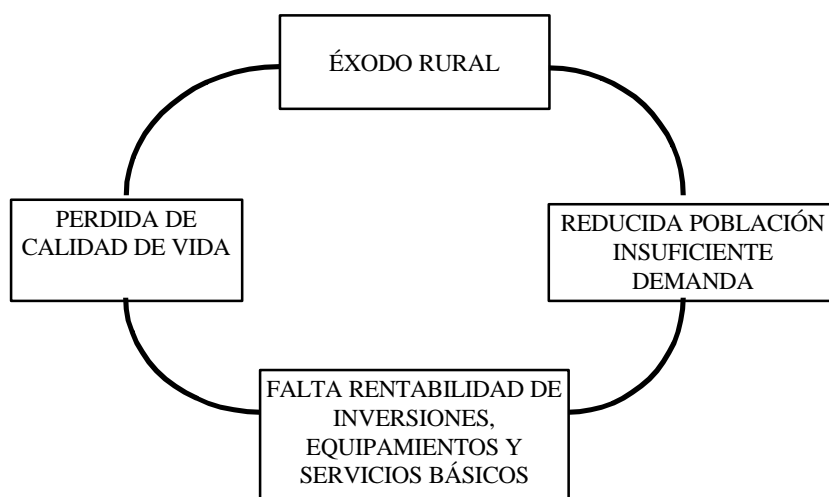 ÉXODO RURAL
PERDIDA DE
CALIDAD DE VIDA
REDUCIDA POBLACIÓN
INSUFICIENTE
DEMANDA
FALTA RENTABILIDAD DE
INVERSIONES,
EQUIPAMIENTOS Y
SERVICIOS BÁSICOS